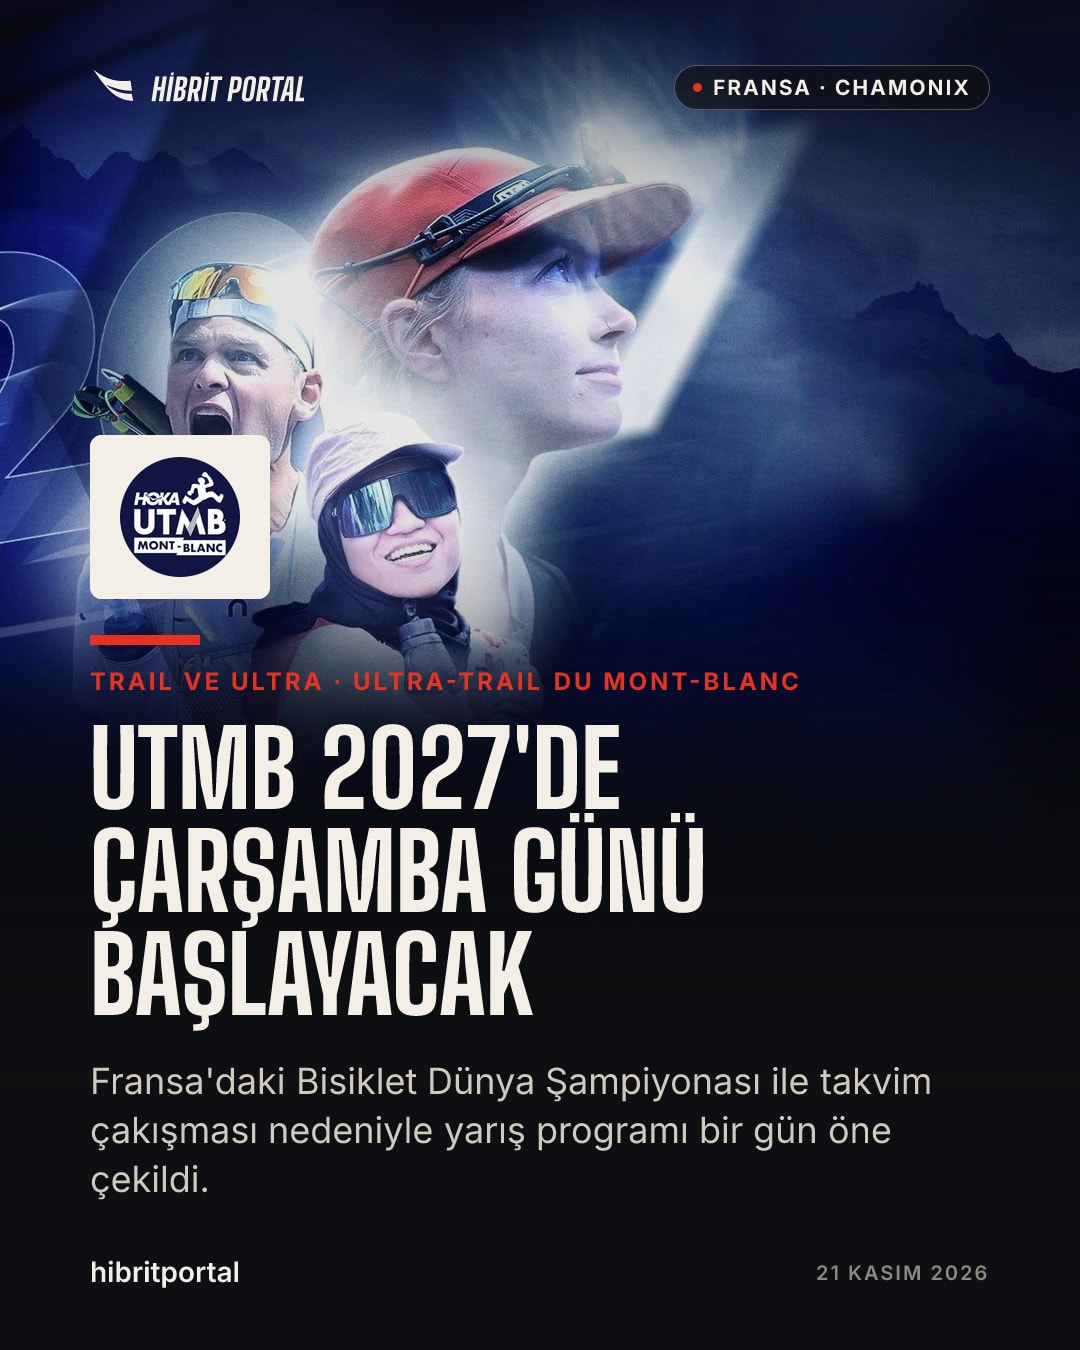 HİBRİT PORTAL
FRANSA · CHAMONIX
20
HOKA
UTMB
MONT-BLANC
TRAIL VE ULTRA · ULTRA-TRAIL DU MONT-BLANC
UTMB 2027'DE
ÇARŞAMBA GÜNÜ
BAŞLAYACAK
Fransa'daki Bisiklet Dünya Şampiyonası ile takvim
çakışması nedeniyle yarış programı bir gün öne
çekildi.
hibritportal
21 KASIM 2026